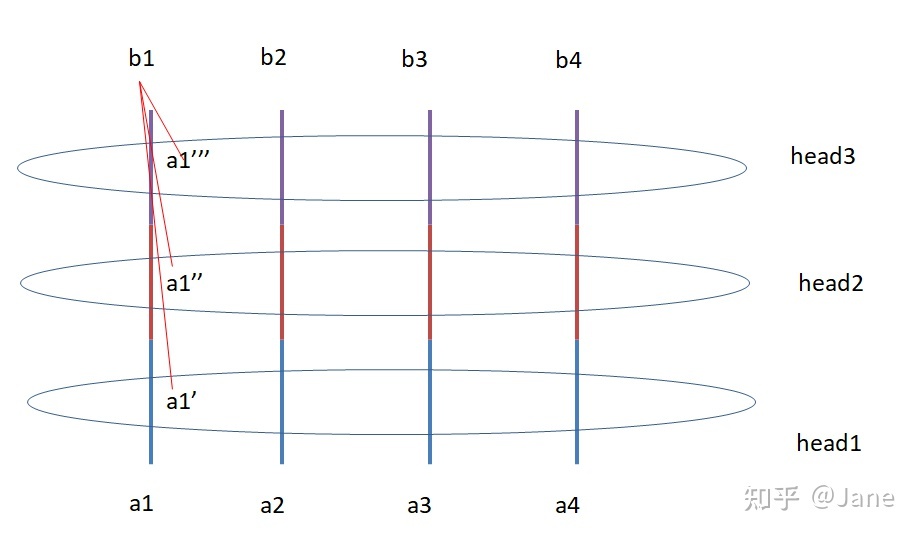 b1 b2 b3 b4
a1’’’ head3
a1’’ head2
a1’
head1
a1 a2 a3 a4
知乎 @Jane